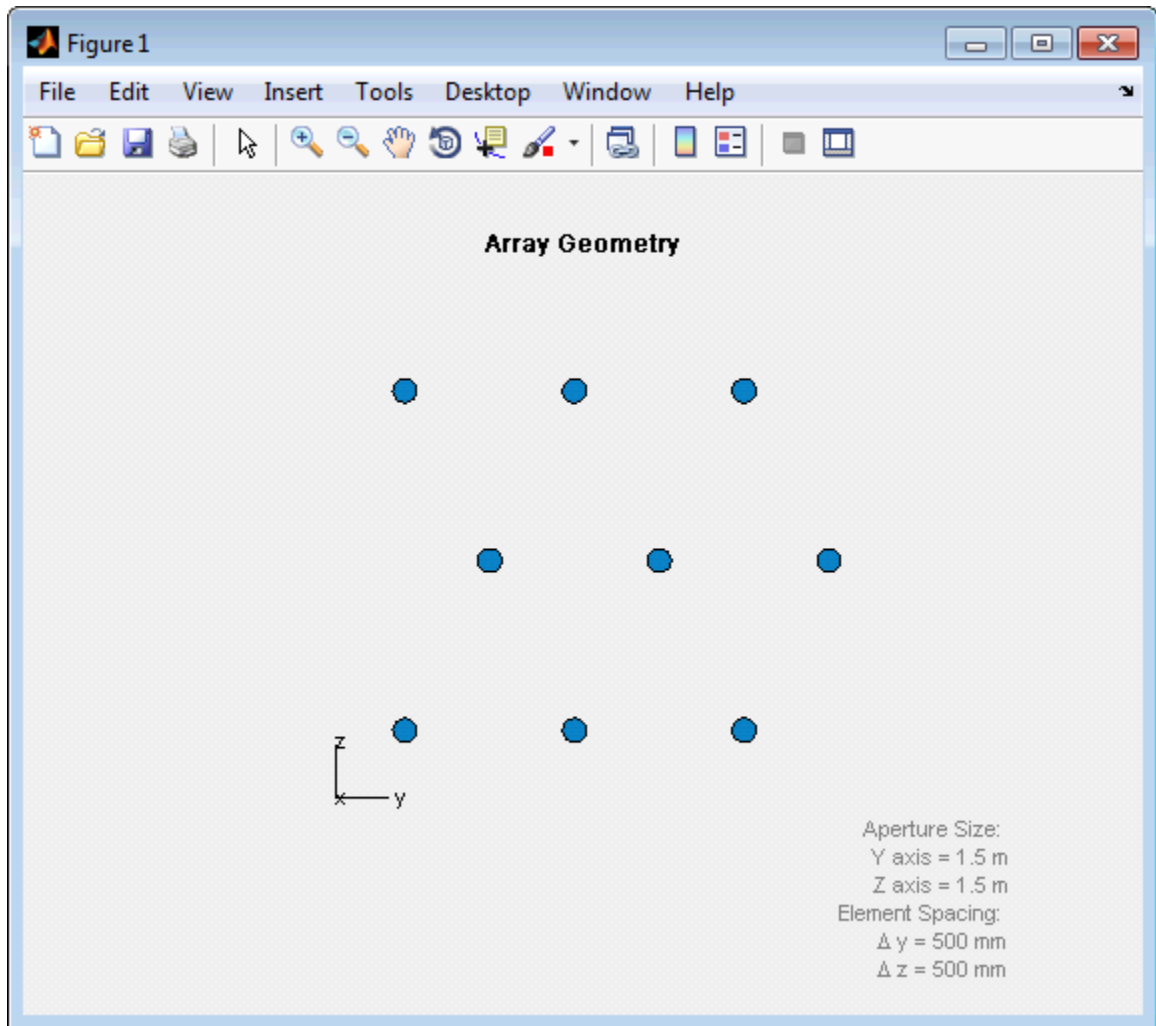 Figure 1
File Edit View Insert Tools Desktop Window Help
Array Geometry
z
x y
Aperture Size:
Y axis = 1.5 m
Z axis = 1.5 m
Element Spacing:
Δ y = 500 mm
Δ z = 500 mm